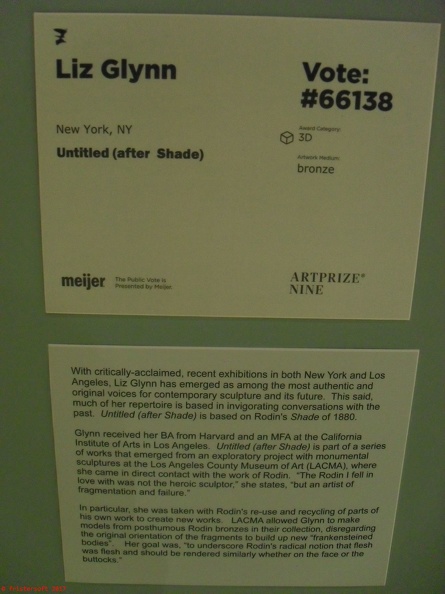 Liz Glynn
Vote:
#66138
New York, NY
Untitled (after Shade)
Award Category:
3D
Artwork Medium:
bronze
meijer
The Public Vote is
Presented by Meijer.
ARTPRIZE®
NINE
With critically-acclaimed, recent exhibitions in both New York and Los
Angeles, Liz Glynn has emerged as among the most authentic and
original voices for contemporary sculpture and its future. This said,
much of her repertoire is based in invigorating conversations with the
past. Untitled (after Shade) is based on Rodin's Shade of 1880.
Glynn received her BA from Harvard and an MFA at the California
Institute of Arts in Los Angeles. Untitled (after Shade) is part of a series
of works that emerged from an exploratory project with monumental
sculptures at the Los Angeles County Museum of Art (LACMA), where
she came in direct contact with the work of Rodin. "The Rodin I fell in
love with was not the heroic sculptor," she states, "but an artist of
fragmentation and failure."
In particular, she was taken with Rodin's re-use and recycling of parts of
his own work to create new works. LACMA allowed Glynn to make
models from posthumous Rodin bronzes in their collection, disregarding
the original orientation of the fragments to build up new "frankensteined
bodies". Her goal was, "to underscore Rodin's radical notion that flesh
was flesh and should be rendered similarly whether on the face or the
buttocks."